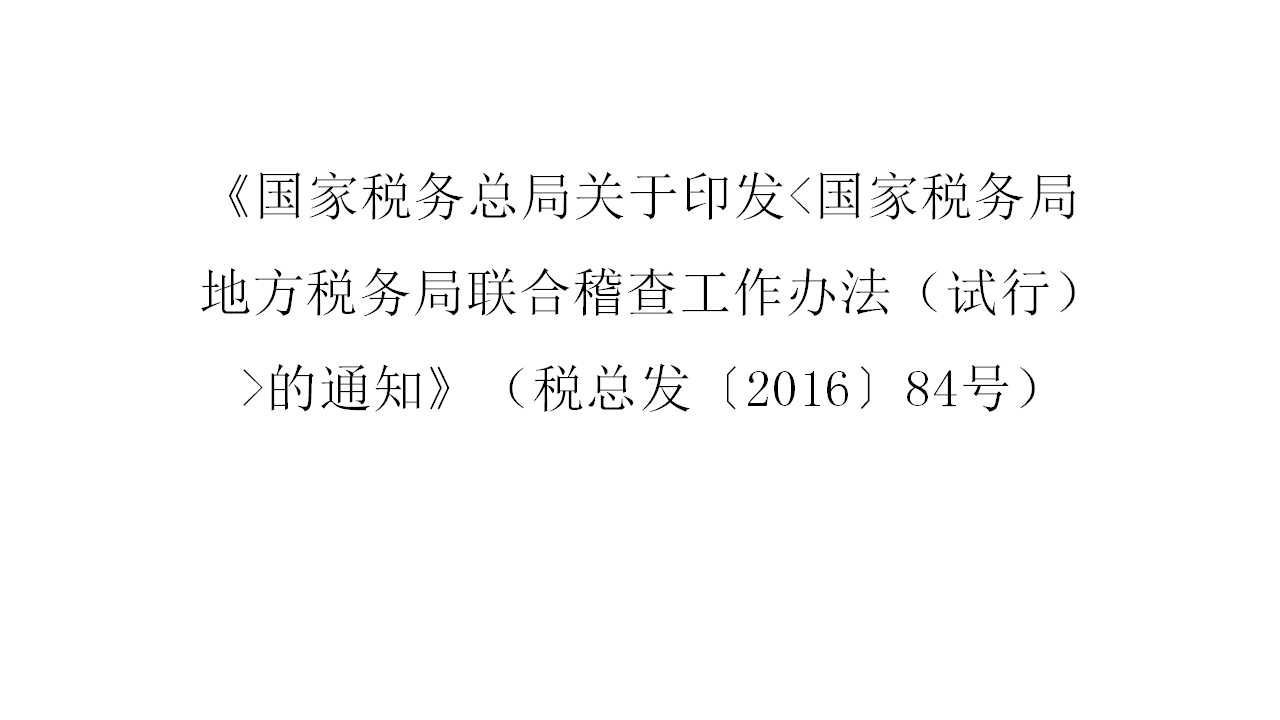 《国家税务总局关于印发<国家税务局
地方税务局联合稽查工作办法（试行）
>的通知》（税总发〔2016〕84号）